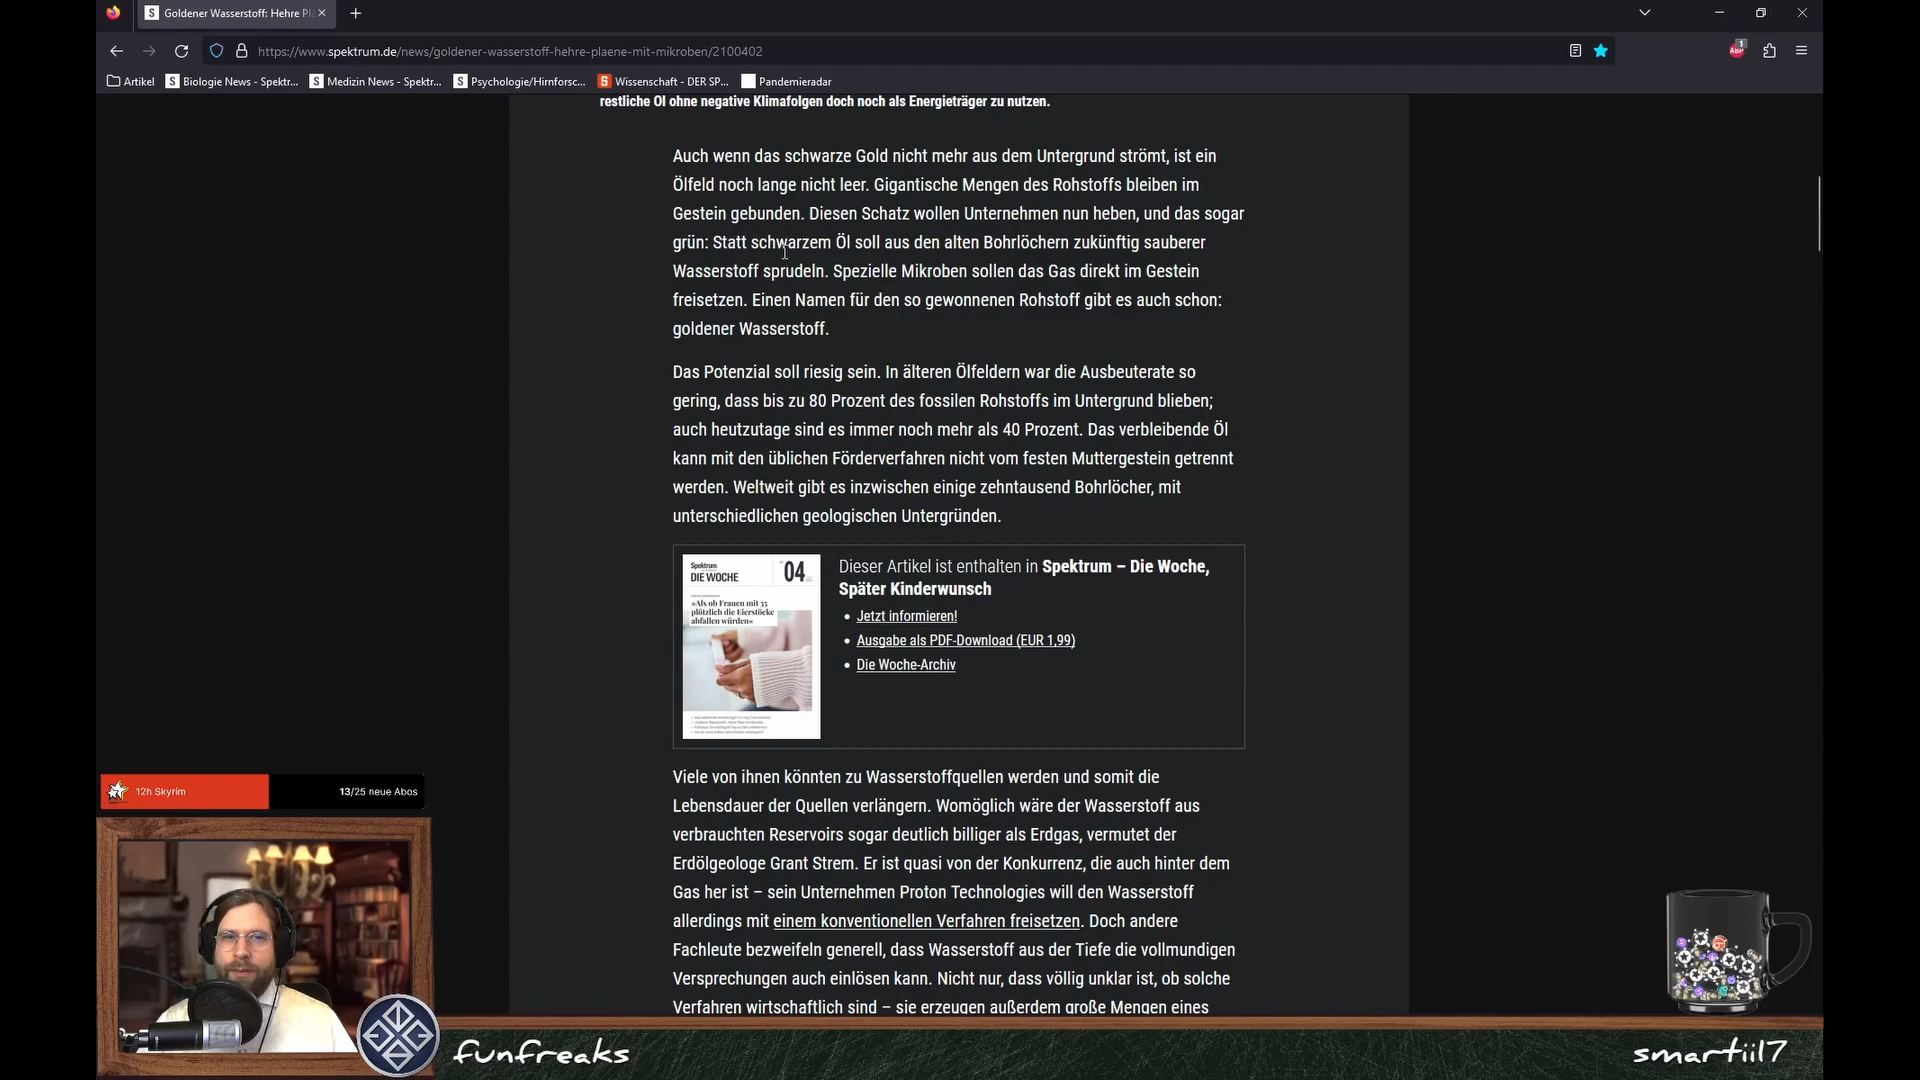 Goldener Wasserstoff: Hehre Pl
https://www.spektrum.de/news/goldener-wasserstoff-hehre-plaene-mit-mikroben/2100402
ABP
1
Artikel
S Biologie News - Spektr...
S Medizin News - Spektr...
S Psychologie/Hirnforsc...
S Wissenschaft - DER SP...
Pandemieradar
restliche Öl ohne negative Klimafolgen doch noch als Energieträger zu nutzen.
Auch wenn das schwarze Gold nicht mehr aus dem Untergrund strömt, ist ein
Ölfeld noch lange nicht leer. Gigantische Mengen des Rohstoffs bleiben im
Gestein gebunden. Diesen Schatz wollen Unternehmen nun heben, und das sogar
grün: Statt schwarzem Öl soll aus den alten Bohrlöchern zukünftig sauberer
Wasserstoff sprudeln. Spezielle Mikroben sollen das Gas direkt im Gestein
freisetzen. Einen Namen für den so gewonnenen Rohstoff gibt es auch schon:
goldener Wasserstoff.
Das Potenzial soll riesig sein. In älteren Ölfeldern war die Ausbeuterate so
gering, dass bis zu 80 Prozent des fossilen Rohstoffs im Untergrund blieben;
auch heutzutage sind es immer noch mehr als 40 Prozent. Das verbleibende Öl
kann mit den üblichen Förderverfahren nicht vom festen Muttergestein getrennt
werden. Weltweit gibt es inzwischen einige zehntausend Bohrlöcher, mit
unterschiedlichen geologischen Untergründen.
Spektrum
DIE WOCHE
04
»Als ob Frauen mit 35
plötzlich die Eierstöcke
abfallen würden«
Dieser Artikel ist enthalten in Spektrum – Die Woche,
Später Kinderwunsch
• Jetzt informieren!
• Ausgabe als PDF-Download (EUR 1,99)
• Die Woche-Archiv
Viele von ihnen könnten zu Wasserstoffquellen werden und somit die
Lebensdauer der Quellen verlängern. Womöglich wäre der Wasserstoff aus
verbrauchten Reservoirs sogar deutlich billiger als Erdgas, vermutet der
Erdölgeologe Grant Strem. Er ist quasi von der Konkurrenz, die auch hinter dem
Gas her ist – sein Unternehmen Proton Technologies will den Wasserstoff
allerdings mit einem konventionellen Verfahren freisetzen. Doch andere
Fachleute bezweifeln generell, dass Wasserstoff aus der Tiefe die vollmundigen
Versprechungen auch einlösen kann. Nicht nur, dass völlig unklar ist, ob solche
Verfahren wirtschaftlich sind – sie erzeugen außerdem große Mengen eines
12h Skyrim
13/25 neue Abos
funfreaks
smartii17